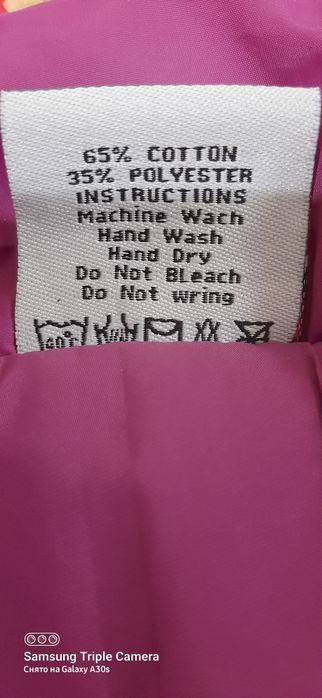 65% COTTON
35% POLYESTER
INSTRUCTIONS
Machine Wach
Hand Wash
Hand Dry
Do Not BLeach
Do Not wring
40°
Samsung Triple Camera
Снято на Galaxy A30s